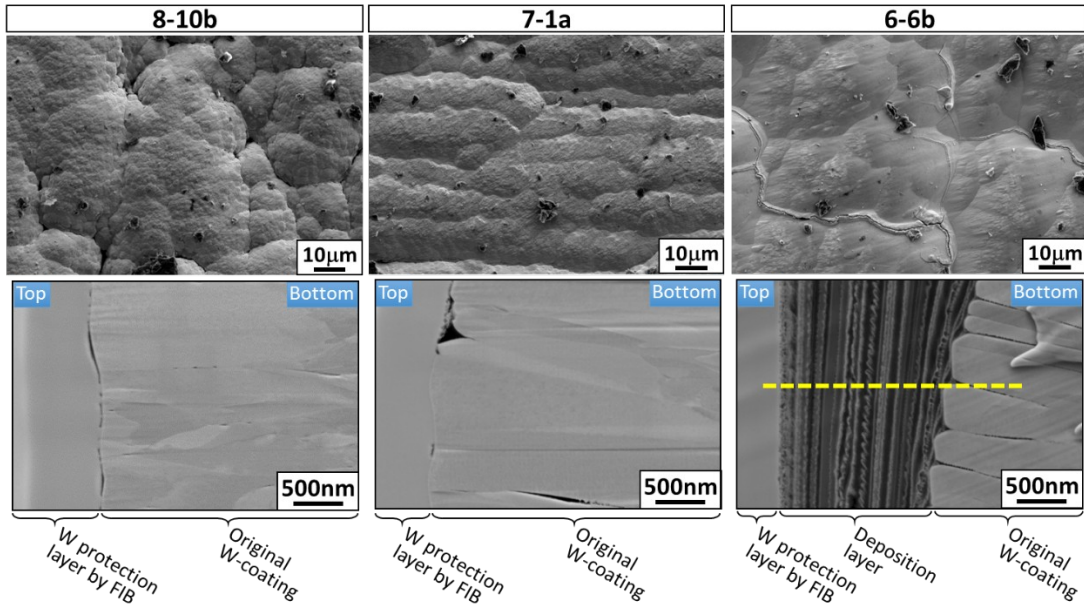 8-10b
7-1a
6-6b
10μm
10μm
10μm
Top
Bottom
Top
Bottom
Top
Bottom
500nm
500nm
500nm
W protection
layer by FIB
Original
W-coating
W protection
layer by FIB
Original
W-coating
W protection
layer by FIB
Deposition
layer
Original
W-coating